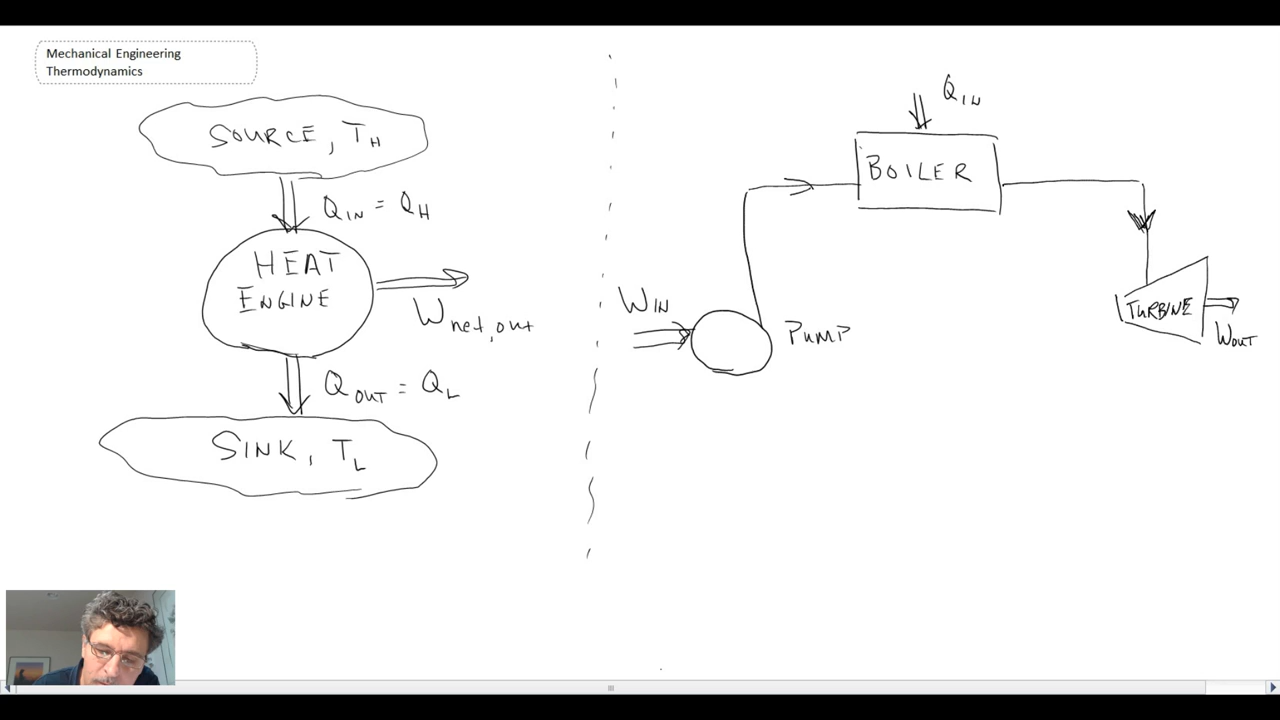 Mechanical Engineering
Thermodynamics
SOURCE, TH
QIN = QH
HEAT
ENGINE
Wnet,out
QOUT = QL
SINK, TL
QIN
BOILER
WIN
PUMP
TURBINE
WOUT